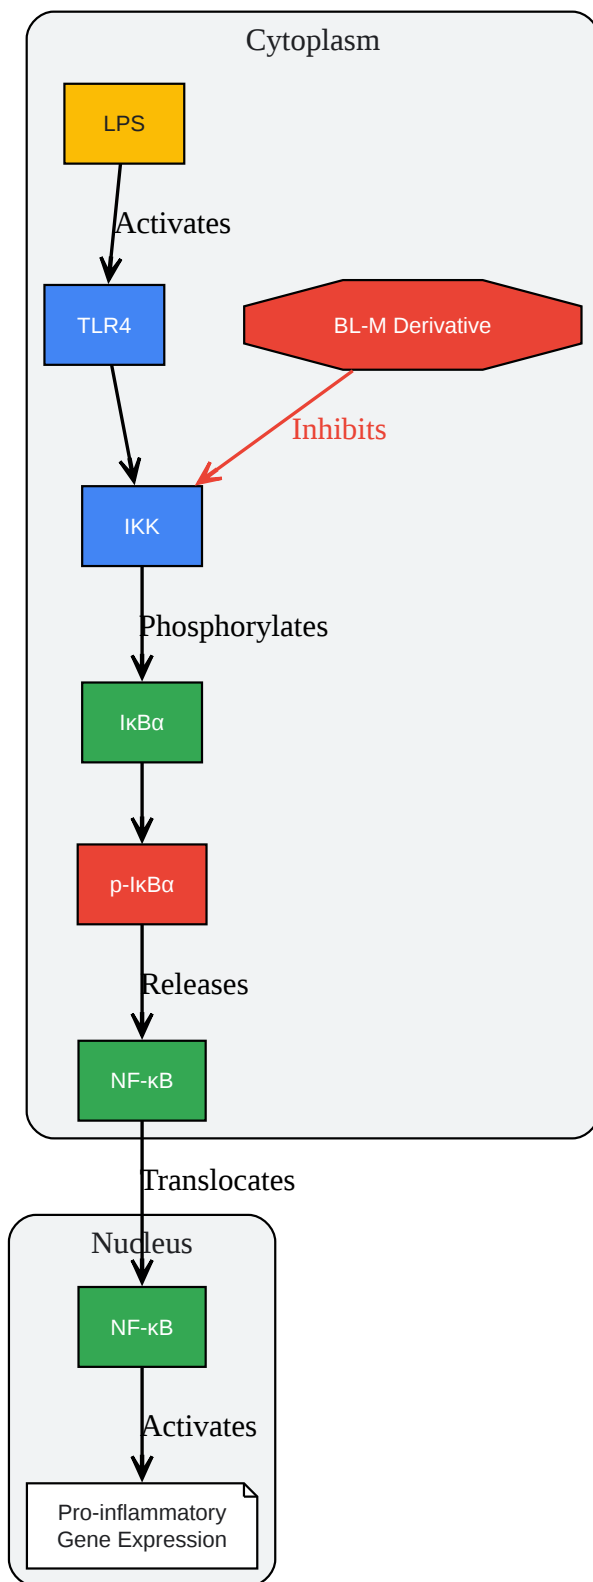 Cytoplasm
LPS
Activates
TLR4
BL-M Derivative
Inhibits
IKK
Phosphorylates
IκBα
p-IκBα
Releases
NF-κB
Translocates
Nucleus
NF-κB
Activates
Pro-inflammatory
Gene Expression